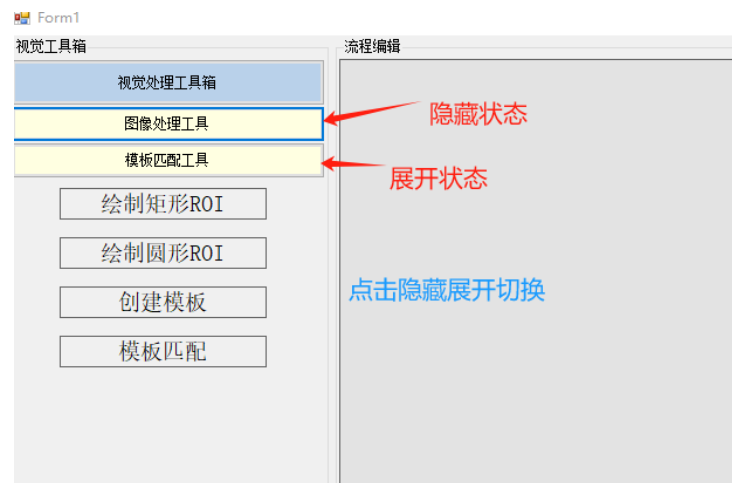 Form1
视觉工具箱
流程编辑
视觉处理工具箱
图像处理工具
隐藏状态
模板匹配工具
展开状态
绘制矩形ROI
绘制圆形ROI
点击隐藏展开切换
创建模板
模板匹配